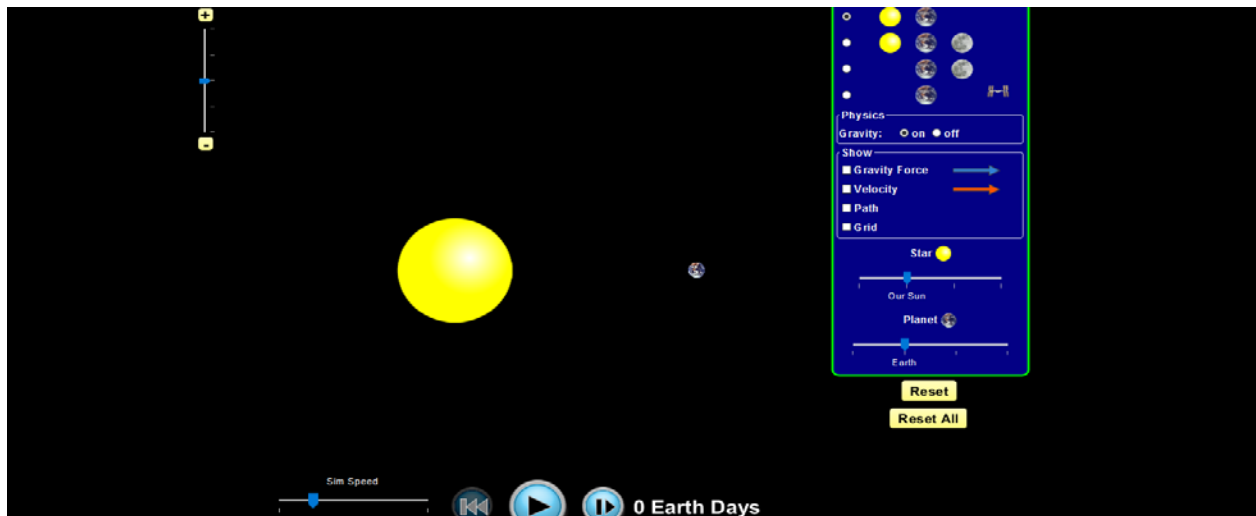 +
-
Physics
Gravity: on off
Show
Gravity Force
Velocity
Path
Grid
Star
Our Sun
Planet
Earth
Reset
Reset All
Sim Speed
0 Earth Days